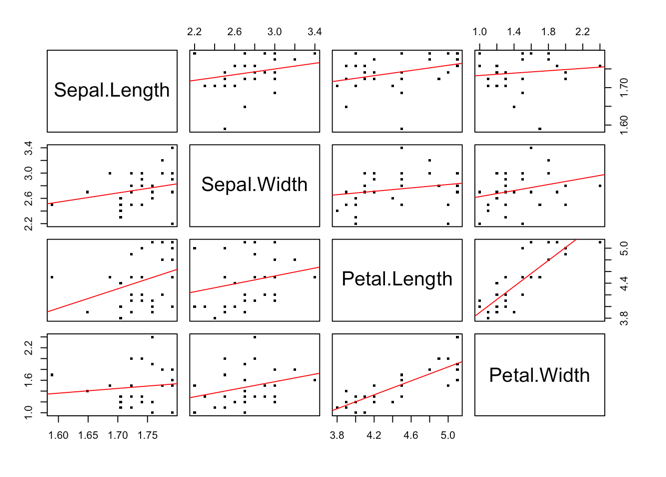 2.2 2.6 3.0 3.4 1.0 1.4 1.8 2.2
Sepal.Length
1.60 1.70
2.2 2.6 3.0 3.4
Sepal.Width
Petal.Length
3.8 4.4 5.0
1.0 1.6 2.2
Petal.Width
1.60 1.65 1.70 1.75 3.8 4.2 4.6 5.0